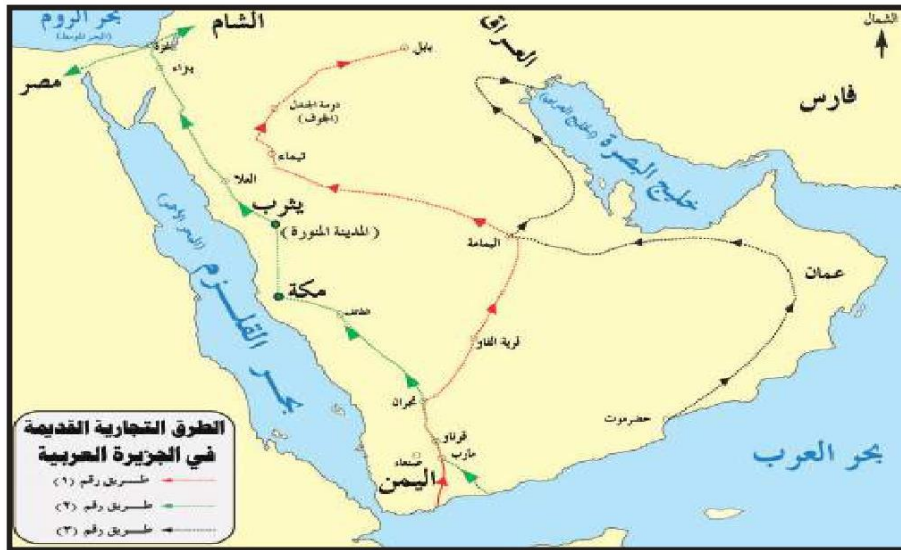 بحر الروم
(البحر المتوسط)
الشام
الشمال
بابل
العراق
غزة
مصر
بتراء
فارس
دومة الجندل
(الجوف)
خليج البصرة
تيماء
العلا
يثرب
(المدينة المنورة)
اليمامة
مكة
عمان
بحر القلزم
(البحر الأحمر)
الطائف
قرية الفاو
نجران
حضرموت
قرناو
مأرب
صنعاء
اليمن
بحر العرب
الطرق التجارية القديمة
في الجزيرة العربية
طريق رقم (١)
طريق رقم (٢)
طريق رقم (٣)